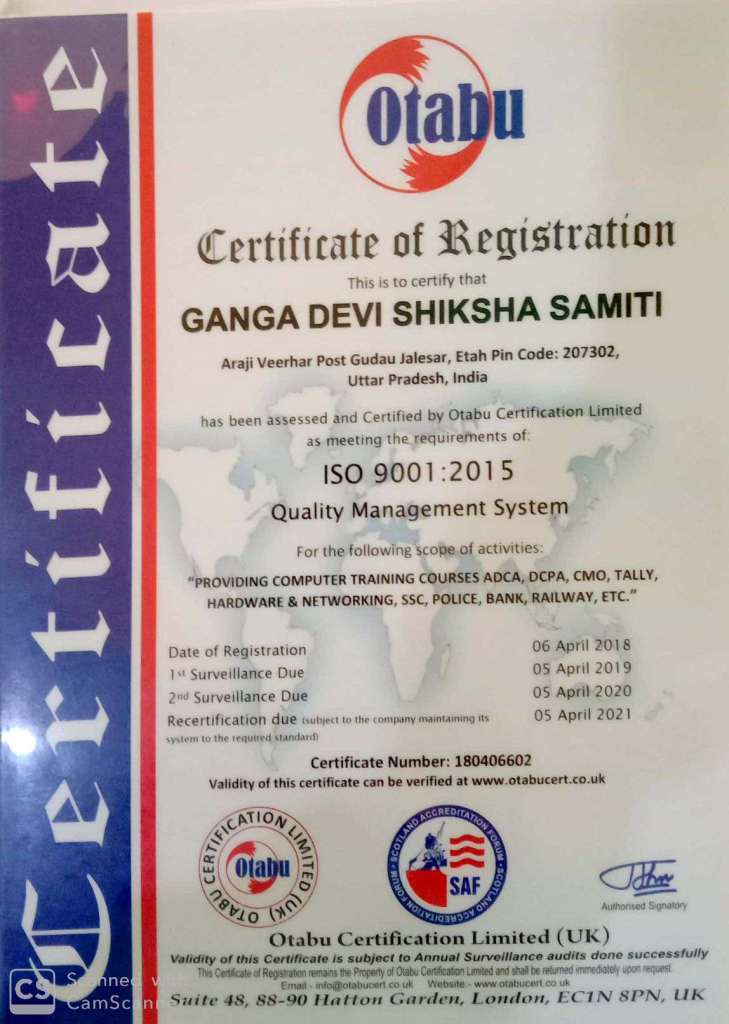 Certificate
Otabu
Certificate of Registration
This is to certify that
GANGA DEVI SHIKSHA SAMITI
Araji Veerhar Post Gudau Jalesar, Etah Pin Code: 207302,
Uttar Pradesh, India
has been assessed and Certified by Otabu Certification Limited
as meeting the requirements of:
ISO 9001:2015
Quality Management System
For the following scope of activities:
"PROVIDING COMPUTER TRAINING COURSES ADCA, DCPA, CMO, TALLY,
HARDWARE & NETWORKING, SSC, POLICE, BANK, RAILWAY, ETC."
Date of Registration 06 April 2018
1st Surveillance Due 05 April 2019
2nd Surveillance Due 05 April 2020
Recertification due (subject to the company maintaining its 05 April 2021
system to the required standard)
Certificate Number: 180406602
Validity of this certificate can be verified at www.otabucert.co.uk
OTABU CERTIFICATION LIMITED (UK)
Otabu
SCOTLAND ACCREDITATION FORUM - SCOTLAND ACCREDITATION FORUM -
SAF
Authorised Signatory
Otabu Certification Limited (UK)
Validity of this Certificate is subject to Annual Surveillance audits done successfully
This Certificate of Registration remains the Property of Otabu Certification Limited and shall be returned immediately upon request.
Email - info@otabucert.co.uk Website:- www.otabucert.co.uk
Suite 48, 88-90 Hatton Garden, London, EC1N 8PN, UK
CS Scanned with
CamScanner